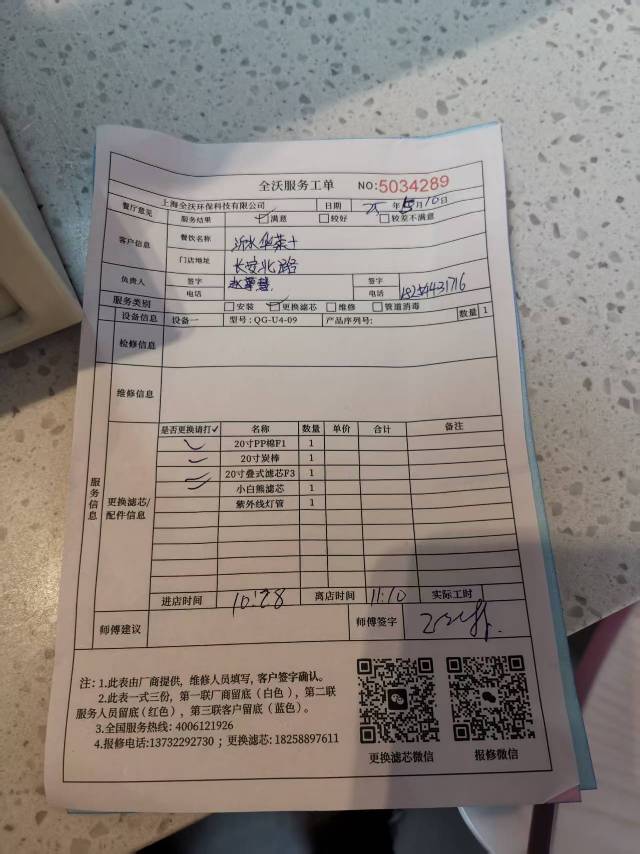 全沃服务工单 NO:5034289
餐厅意见 上海全沃环保科技有限公司 日期 25年5月10日
服务结果 ☑满意 □较好 □较差不满意
客户信息 餐饮名称
门店地址 长安北路
负责人 签字 签字
电话 电话
服务类别 □安装 ☑更换滤芯 □维修 □管道消毒
设备信息 设备一 型号:QG-U4-09 产品序列号: 数量 1
检修信息
维修信息
服务信息
更换滤芯/配件信息
是否更换请打✓ 名称 数量 单价 合计 备注
20寸PP棉F1 1
20寸炭棒 1
20寸叠式滤芯F3 1
小白熊滤芯 1
紫外线灯管 1
进店时间 10:28 离店时间 11:10 实际工时
师傅建议 师傅签字
注:1.此表由厂商提供,维修人员填写,客户签字确认。
2.此表一式三份,第一联厂商留底(白色),第二联
服务人员留底(红色),第三联客户留底(蓝色)。
3.全国服务热线: 4006121926
4.报修电话:13732292730 ; 更换滤芯: 18258897611
更换滤芯微信 报修微信